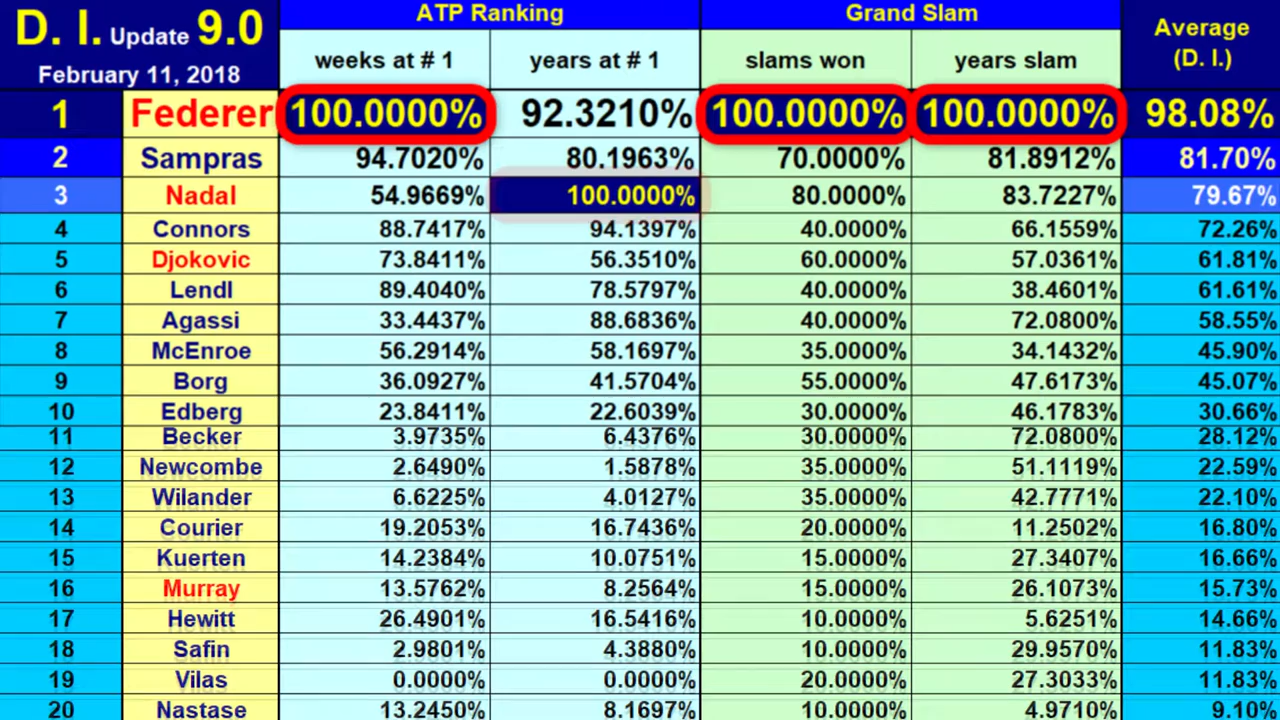 D. I. Update 9.0
February 11, 2018
ATP Ranking Grand Slam Average (D. I.)
weeks at # 1 years at # 1 slams won years slam
1 Federer 100.0000% 92.3210% 100.0000% 100.0000% 98.08%
2 Sampras 94.7020% 80.1963% 70.0000% 81.8912% 81.70%
3 Nadal 54.9669% 100.0000% 80.0000% 83.7227% 79.67%
4 Connors 88.7417% 94.1397% 40.0000% 66.1559% 72.26%
5 Djokovic 73.8411% 56.3510% 60.0000% 57.0361% 61.81%
6 Lendl 89.4040% 78.5797% 40.0000% 38.4601% 61.61%
7 Agassi 33.4437% 88.6836% 40.0000% 72.0800% 58.55%
8 McEnroe 56.2914% 58.1697% 35.0000% 34.1432% 45.90%
9 Borg 36.0927% 41.5704% 55.0000% 47.6173% 45.07%
10 Edberg 23.8411% 22.6039% 30.0000% 46.1783% 30.66%
11 Becker 3.9735% 6.4376% 30.0000% 72.0800% 28.12%
12 Newcombe 2.6490% 1.5878% 35.0000% 51.1119% 22.59%
13 Wilander 6.6225% 4.0127% 35.0000% 42.7771% 22.10%
14 Courier 19.2053% 16.7436% 20.0000% 11.2502% 16.80%
15 Kuerten 14.2384% 10.0751% 15.0000% 27.3407% 16.66%
16 Murray 13.5762% 8.2564% 15.0000% 26.1073% 15.73%
17 Hewitt 26.4901% 16.5416% 10.0000% 5.6251% 14.66%
18 Safin 2.9801% 4.3880% 10.0000% 29.9570% 11.83%
19 Vilas 0.0000% 0.0000% 20.0000% 27.3033% 11.83%
20 Nastase 13.2450% 8.1697% 10.0000% 4.9710% 9.10%